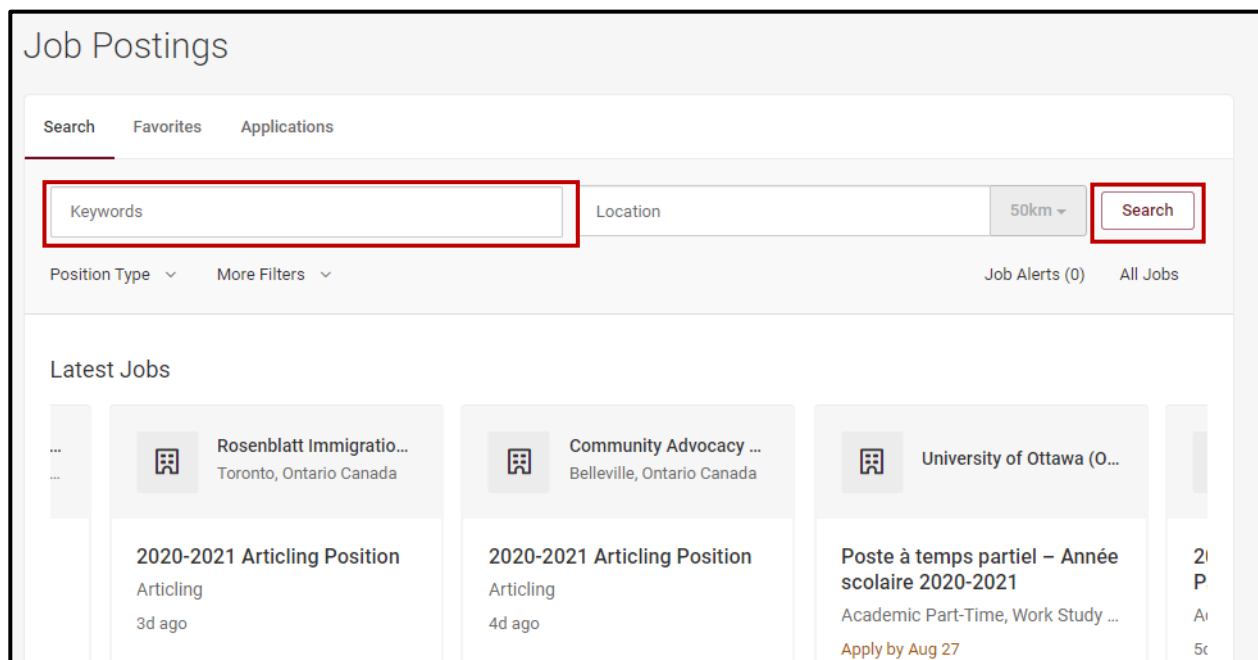 Job Postings
Search Favorites Applications
Keywords Location 50km Search
Position Type More Filters Job Alerts (0) All Jobs
Latest Jobs
...
...
Rosenblatt Immigratio...
Toronto, Ontario Canada
2020-2021 Articling Position
Articling
3d ago
Community Advocacy ...
Belleville, Ontario Canada
2020-2021 Articling Position
Articling
4d ago
University of Ottawa (O...
Poste à temps partiel – Année
scolaire 2020-2021
Academic Part-Time, Work Study ...
Apply by Aug 27